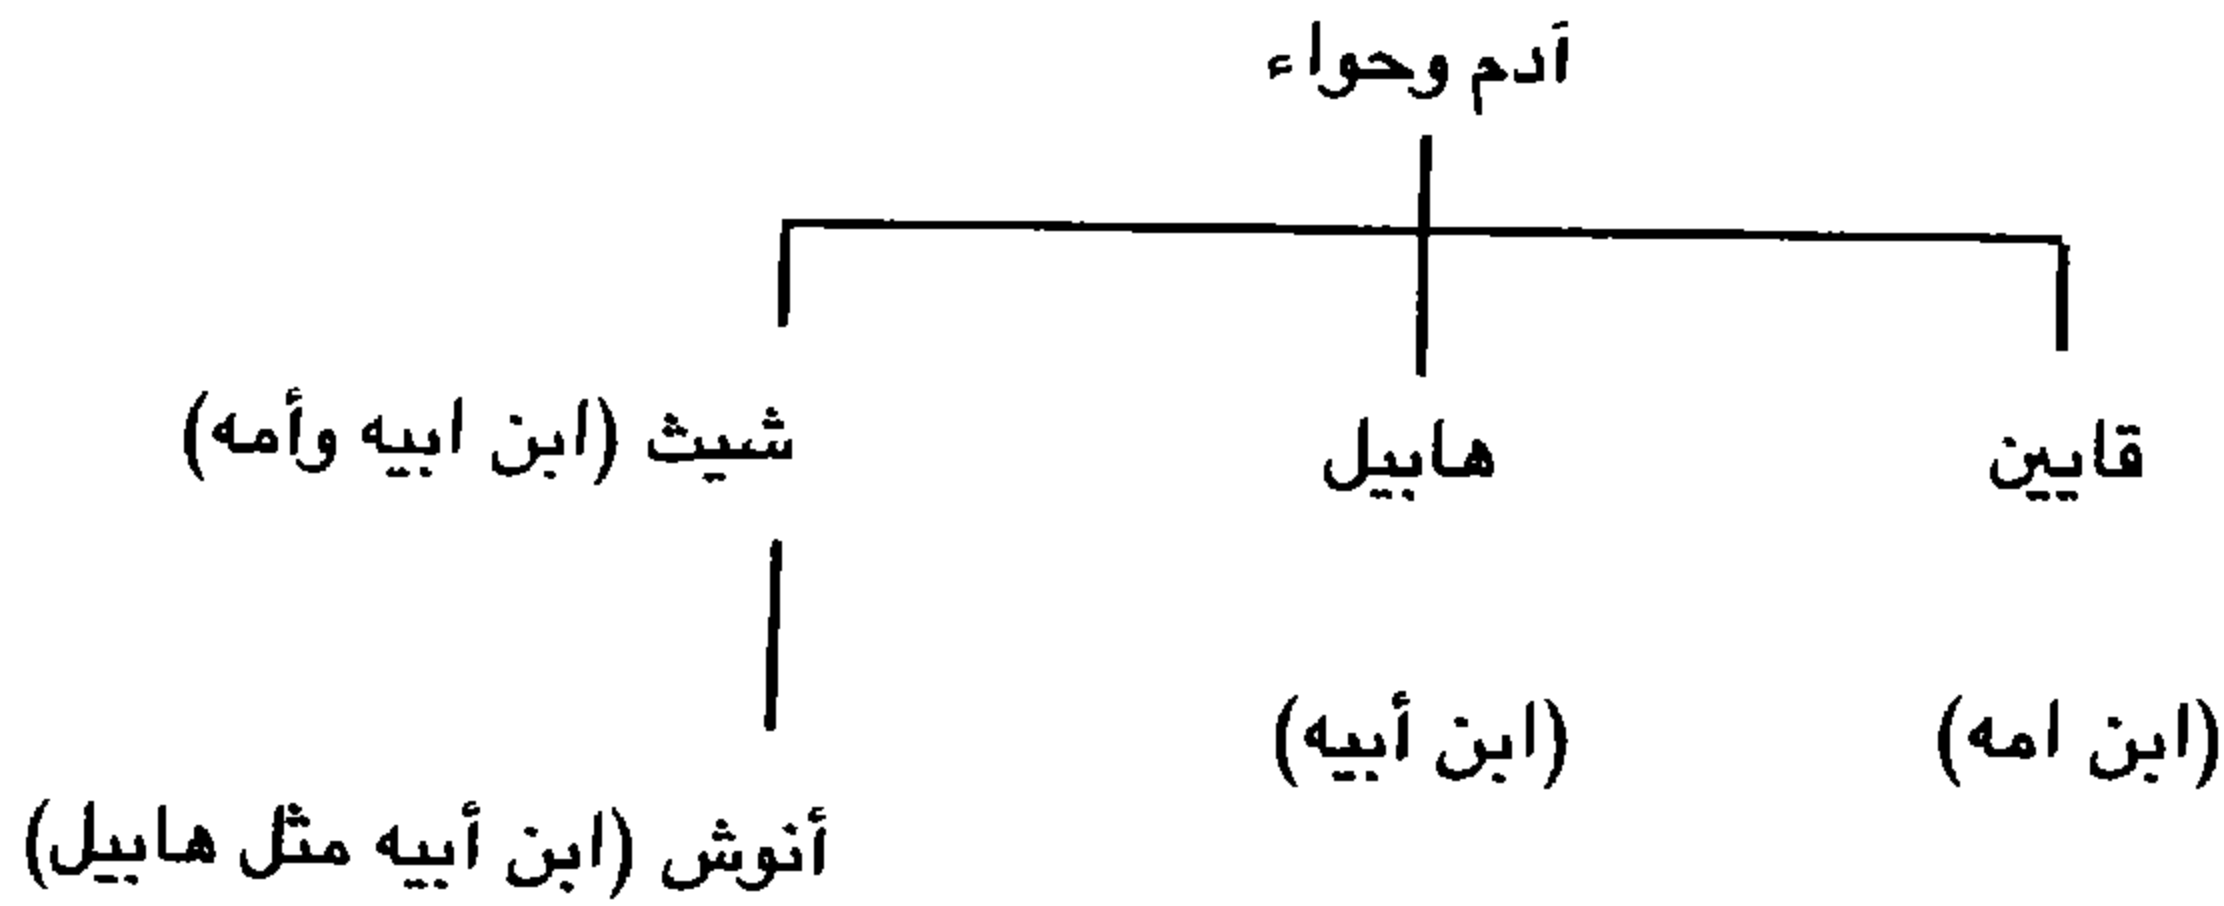 آدم وحواء
قايين
هابيل
شيث (ابن ابيه وأمه)
(ابن امه)
(ابن أبيه)
أنوش (ابن أبيه مثل هابيل)